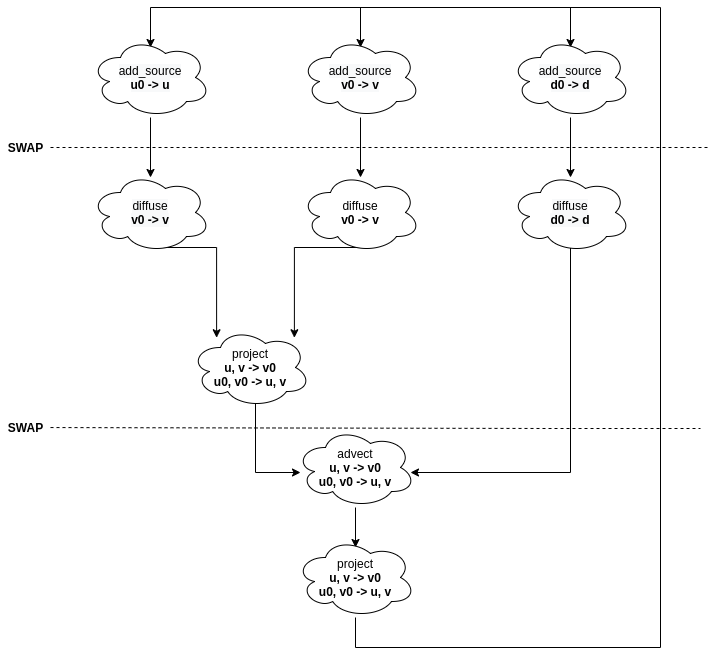 add_source
u0 -> u
add_source
v0 -> v
add_source
d0 -> d
SWAP
diffuse
v0 -> v
diffuse
v0 -> v
diffuse
d0 -> d
project
u, v -> v0
u0, v0 -> u, v
SWAP
advect
u, v -> v0
u0, v0 -> u, v
project
u, v -> v0
u0, v0 -> u, v